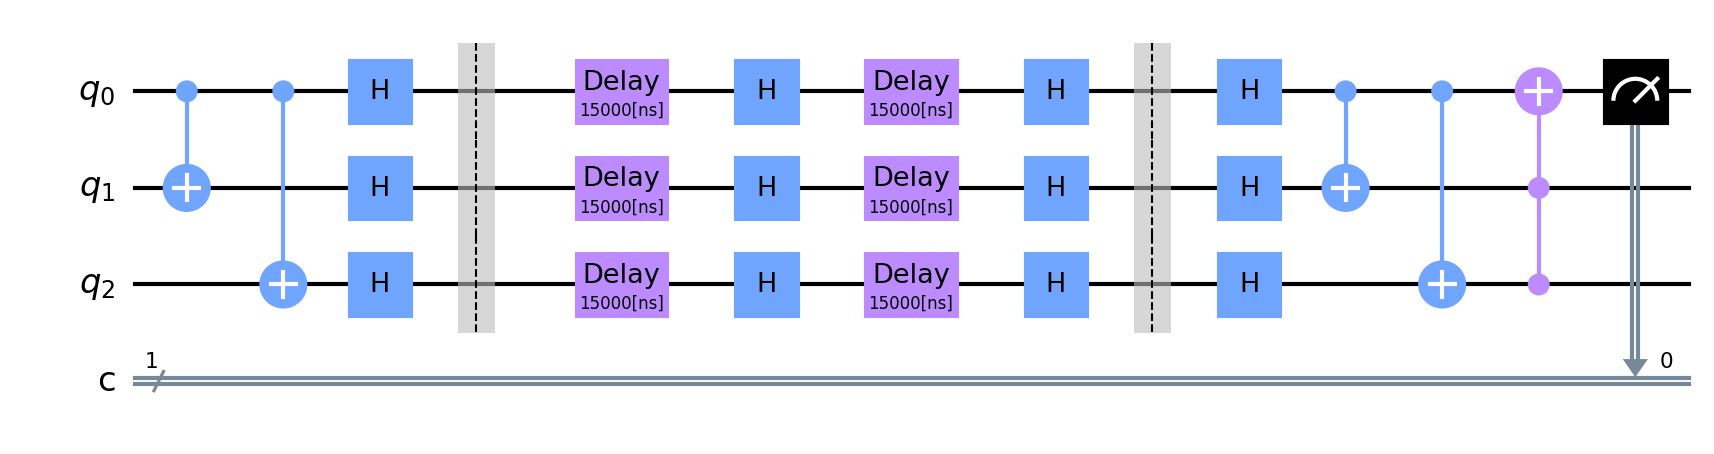 q0 H Delay 15000[ns] H Delay 15000[ns] H H
q1 H Delay 15000[ns] H Delay 15000[ns] H H
q2 H Delay 15000[ns] H Delay 15000[ns] H H
c 1 0